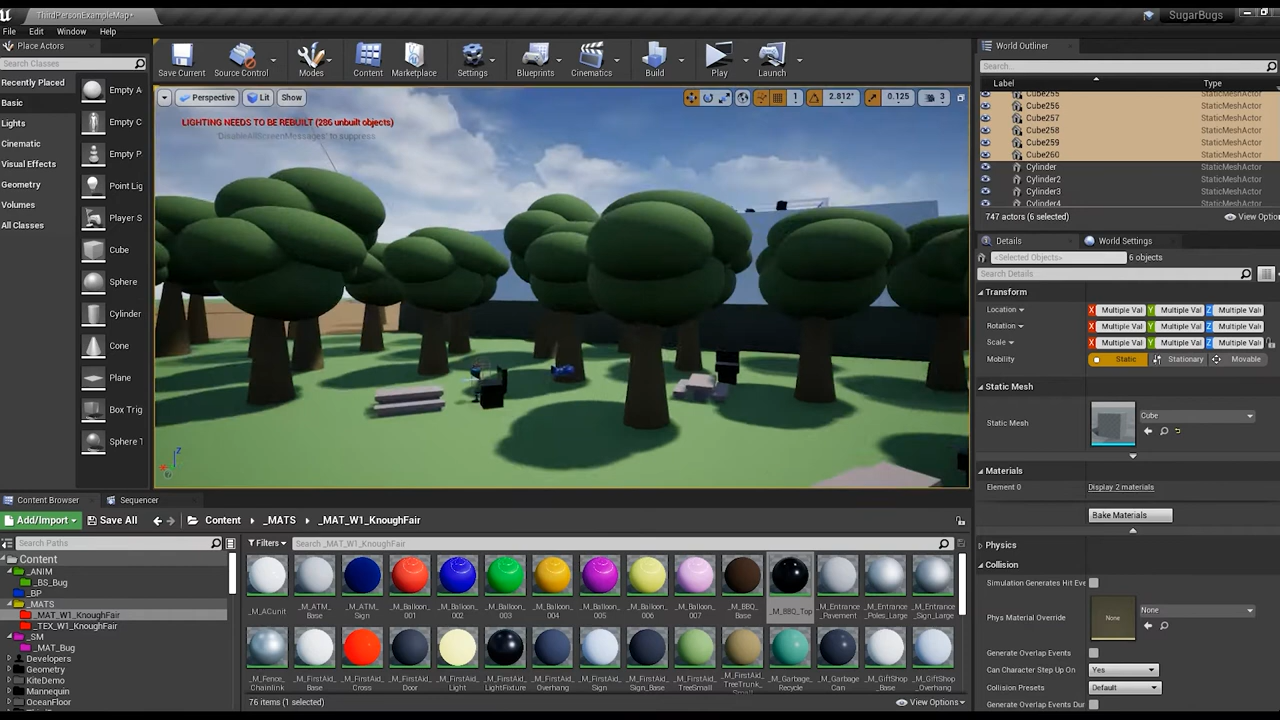 ThirdPersonExampleMap*
SugarBugs
File Edit Window Help
Place Actors
Search Classes
Recently Placed
Basic
Lights
Cinematic
Visual Effects
Geometry
Volumes
All Classes
Empty A
Empty C
Empty P
Point Lig
Player S
Cube
Sphere
Cylinder
Cone
Plane
Box Trig
Sphere T
Save Current
Source Control
Modes
Content
Marketplace
Settings
Blueprints
Cinematics
Build
Play
Launch
Perspective Lit Show
1 2.812° 0.125 3
LIGHTING NEEDS TO BE REBUILT (286 unbuilt objects)
'DisableAllScreenMessages' to suppress
World Outliner
Search...
Label Type
Cube255 StaticMeshActor
Cube256 StaticMeshActor
Cube257 StaticMeshActor
Cube258 StaticMeshActor
Cube259 StaticMeshActor
Cube260 StaticMeshActor
Cylinder StaticMeshActor
Cylinder2 StaticMeshActor
Cylinder3 StaticMeshActor
Cylinder4 StaticMeshActor
747 actors (6 selected) View Optio
Details World Settings
<Selected Objects> 6 objects
Search Details
Transform
Location X Multiple Val Y Multiple Val Z Multiple Valu
Rotation X Multiple Val Y Multiple Val Z Multiple Valu
Scale X Multiple Val Y Multiple Val Z Multiple Valu
Mobility Static Stationary Movable
Static Mesh
Static Mesh Cube
Materials
Element 0 Display 2 materials
Bake Materials
Physics
Collision
Simulation Generates Hit Eve
Phys Material Override None None
Generate Overlap Events
Can Character Step Up On Yes
Collision Presets Default
Generate Overlap Events Dur
Content Browser Sequencer
Add/Import Save All Content _MATS _MAT_W1_KnoughFair
Search Paths
Filters Search _MAT_W1_KnoughFair
Content
_ANIM
_BS_Bug
_BP
_MATS
_MAT_W1_KnoughFair
_TEX_W1_KnoughFair
_SM
_MAT_Bug
Developers
Geometry
KiteDemo
Mannequin
OceanFloor
_M_ACunit
_M_ATM_Base
_M_ATM_Sign
_M_Balloon_001
_M_Balloon_002
_M_Balloon_003
_M_Balloon_004
_M_Balloon_005
_M_Balloon_006
_M_Balloon_007
_M_BBQ_Base
_M_BBQ_Top
_M_Entrance_Pavement
_M_Entrance_Poles_Large
_M_Entrance_Sign_Large
_M_Fence_Chainlink
_M_FirstAid_Base
_M_FirstAid_Cross
_M_FirstAid_Door
_M_FirstAid_Light
_M_FirstAid_LightFixture
_M_FirstAid_Overhang
_M_FirstAid_Sign
_M_FirstAid_Sign_Base
_M_FirstAid_TreeSmall
_M_FirstAid_TreeTrunk_Small
_M_Garbage_Recycle
_M_Garbage Can
_M_GiftShop_Base
_M_GiftShop_Overhang
76 items (1 selected) View Options